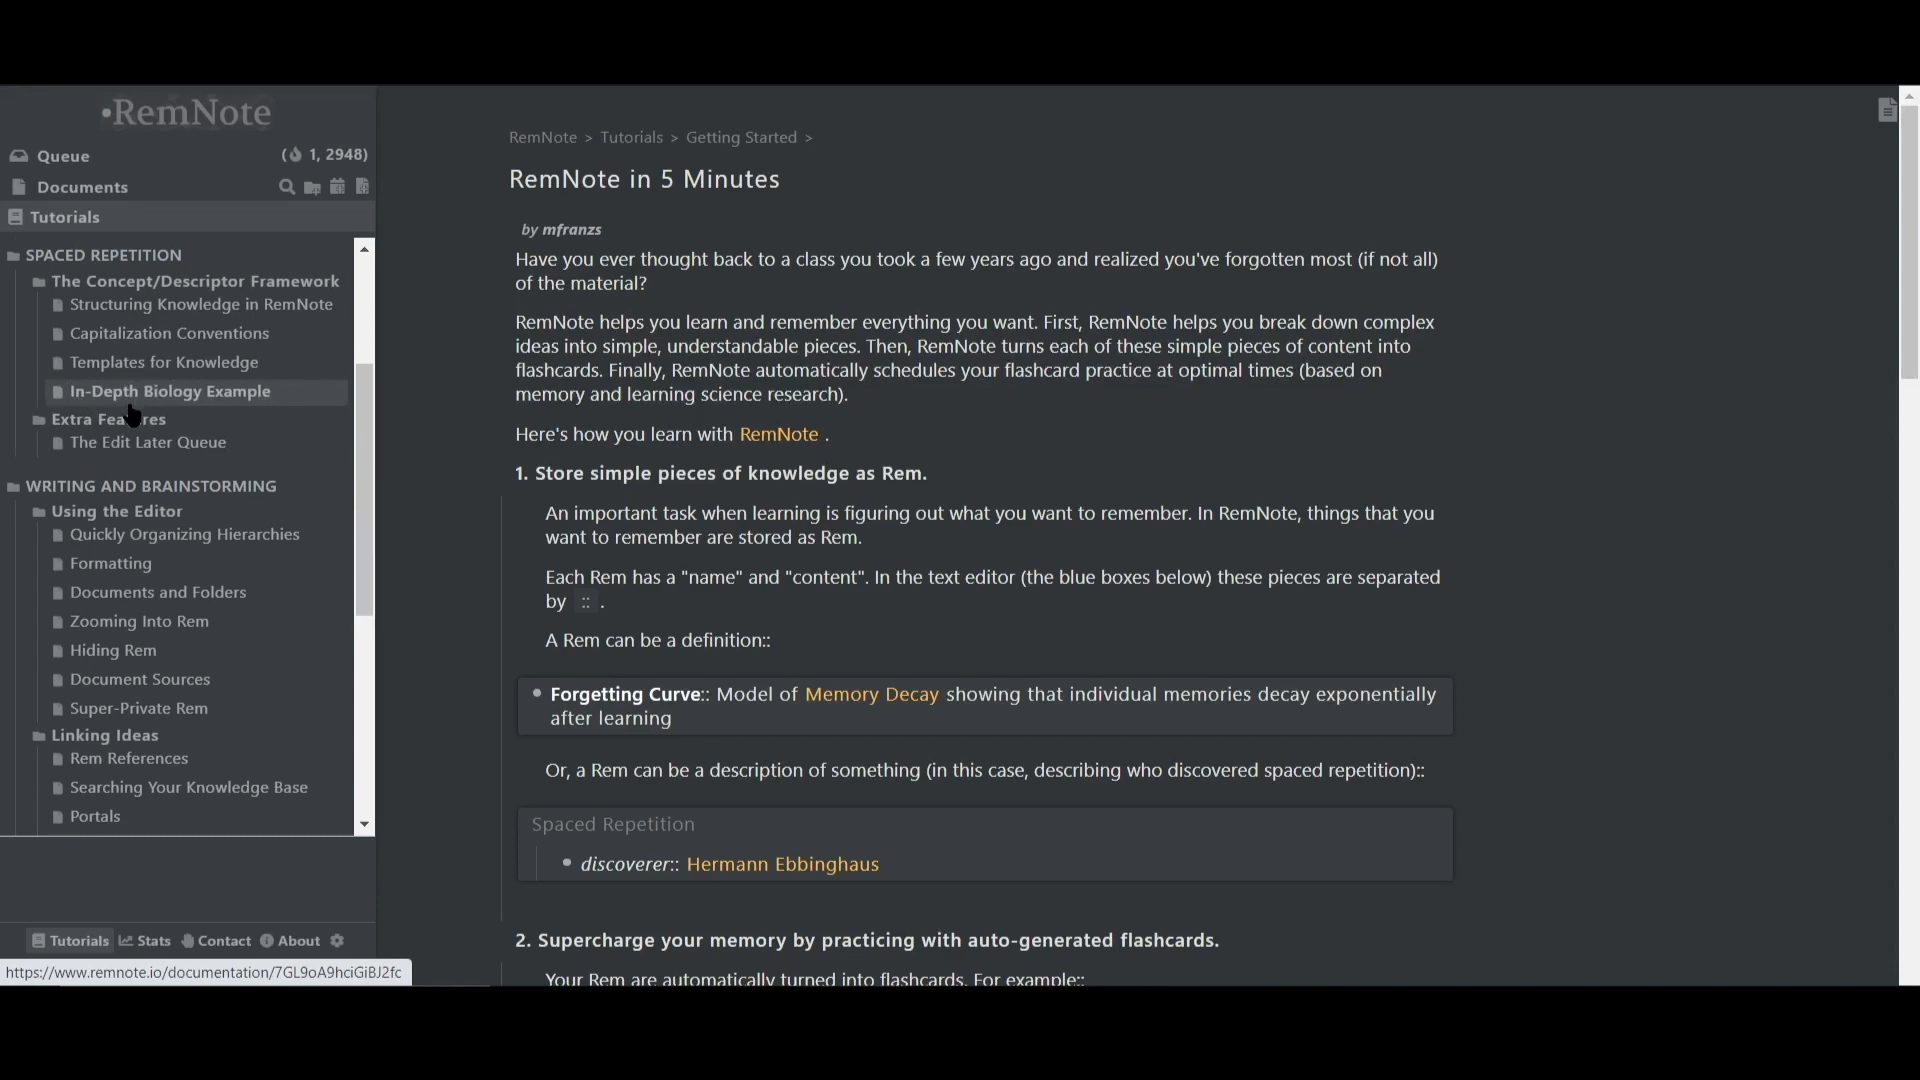 •RemNote
Queue
( 1, 2948)
Documents
Tutorials
SPACED REPETITION
The Concept/Descriptor Framework
Structuring Knowledge in RemNote
Capitalization Conventions
Templates for Knowledge
In-Depth Biology Example
Extra Features
The Edit Later Queue
WRITING AND BRAINSTORMING
Using the Editor
Quickly Organizing Hierarchies
Formatting
Documents and Folders
Zooming Into Rem
Hiding Rem
Document Sources
Super-Private Rem
Linking Ideas
Rem References
Searching Your Knowledge Base
Portals
Tutorials Stats Contact About
https://www.remnote.io/documentation/7GL9oA9hciGiBJ2fc
RemNote > Tutorials > Getting Started >
RemNote in 5 Minutes
by mfranzs
Have you ever thought back to a class you took a few years ago and realized you've forgotten most (if not all)
of the material?
RemNote helps you learn and remember everything you want. First, RemNote helps you break down complex
ideas into simple, understandable pieces. Then, RemNote turns each of these simple pieces of content into
flashcards. Finally, RemNote automatically schedules your flashcard practice at optimal times (based on
memory and learning science research).
Here's how you learn with RemNote .
1. Store simple pieces of knowledge as Rem.
An important task when learning is figuring out what you want to remember. In RemNote, things that you
want to remember are stored as Rem.
Each Rem has a "name" and "content". In the text editor (the blue boxes below) these pieces are separated
by :: .
A Rem can be a definition::
• Forgetting Curve:: Model of Memory Decay showing that individual memories decay exponentially
after learning
Or, a Rem can be a description of something (in this case, describing who discovered spaced repetition)::
Spaced Repetition
• discoverer:: Hermann Ebbinghaus
2. Supercharge your memory by practicing with auto-generated flashcards.
Your Rem are automatically turned into flashcards. For example::